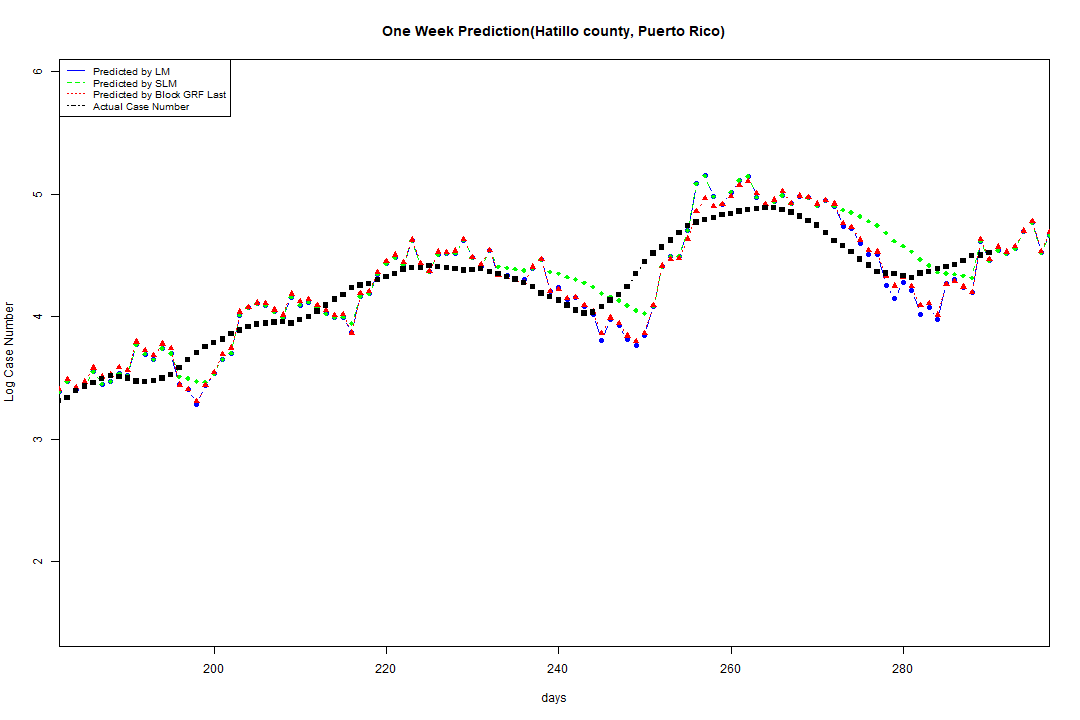 One Week Prediction(Hatillo county, Puerto Rico)
Predicted by LM
Predicted by SLM
Predicted by Block GRF Last
Actual Case Number
6
5
4
3
2
Log Case Number
200 220 240 260 280
days